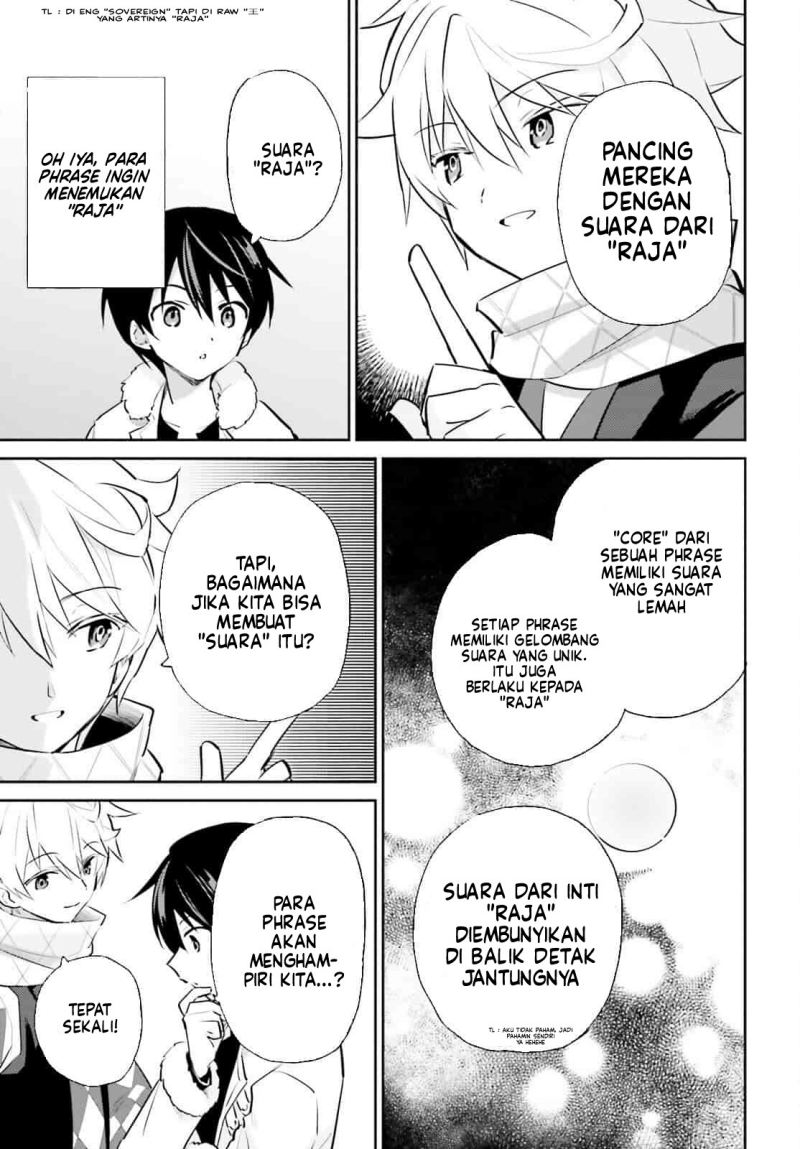 TL : DI ENG "SOVEREIGN" TAPI DI RAW "王"
YANG ARTINYA "RAJA"
PANCING
MEREKA
DENGAN
SUARA DARI
"RAJA"
SUARA
"RAJA"?
OH IYA, PARA
PHRASE INGIN
MENEMUKAN
"RAJA"
"CORE" DARI
SEBUAH PHRASE
MEMILIKI SUARA
YANG SANGAT
LEMAH
SETIAP PHRASE
MEMILIKI GELOMBANG
SUARA YANG UNIK.
ITU JUGA
BERLAKU KEPADA
"RAJA"
SUARA DARI INTI
"RAJA"
DIEMBUNYIKAN
DI BALIK DETAK
JANTUNGNYA
TL : AKU TIDAK PAHAM, JADI
PAHAMIN SENDIRI
YA HEHEHE
TAPI,
BAGAIMANA
JIKA KITA BISA
MEMBUAT
"SUARA" ITU?
PARA
PHRASE
AKAN
MENGHAM-
PIRI KITA...?
TEPAT
SEKALI!